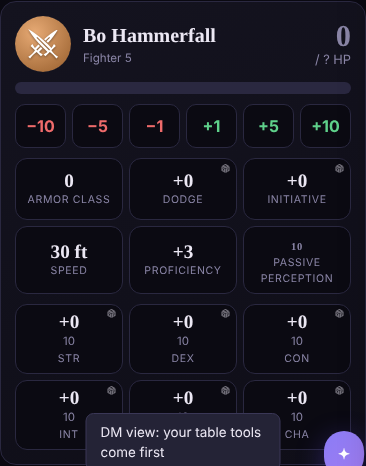 Bo Hammerfall
Fighter 5
0
/ ? HP
−10 −5 −1 +1 +5 +10
0 +0 +0
ARMOR CLASS DODGE INITIATIVE
30 ft +3 10
SPEED PROFICIENCY PASSIVE
PERCEPTION
+0 +0 +0
10 10 10
STR DEX CON
+0 +0 +0
10 10
INT CHA
DM view: your table tools
come first